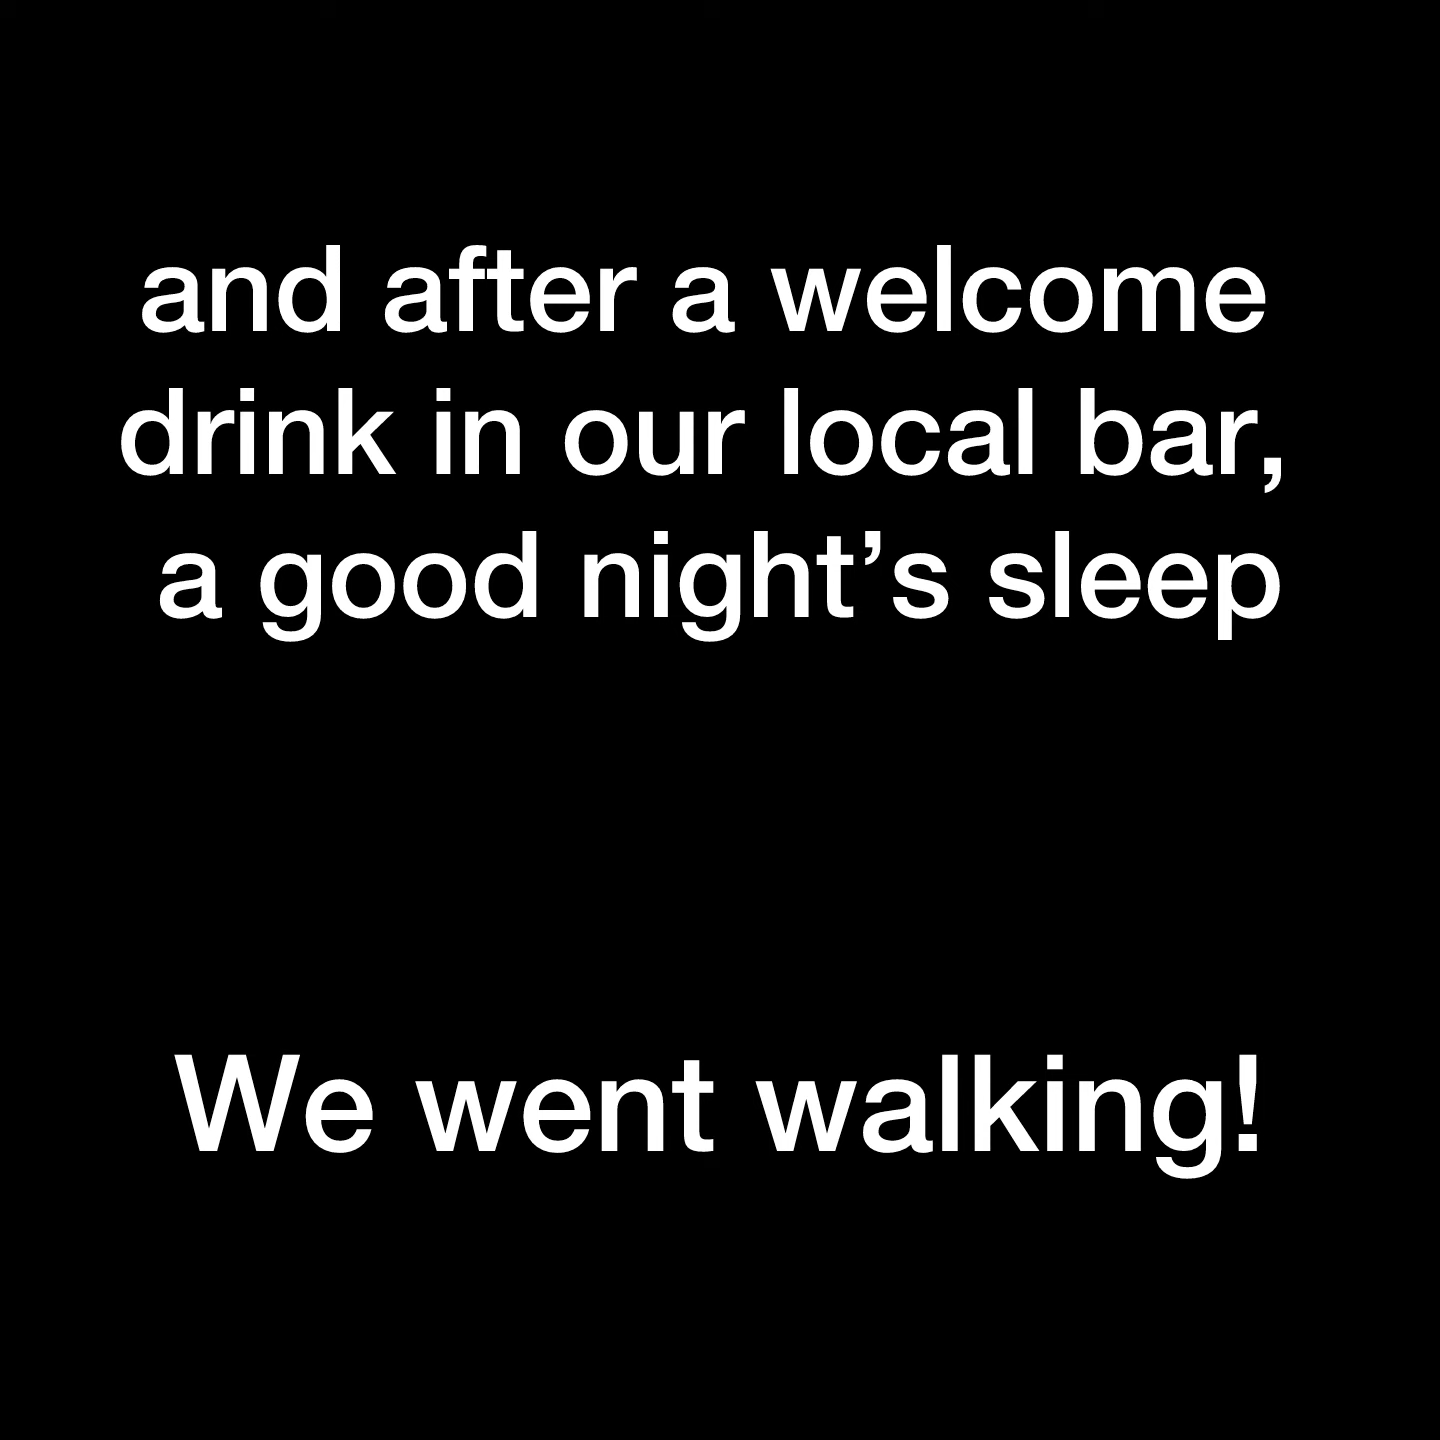 and after a welcome
drink in our local bar,
a good night’s sleep
We went walking!